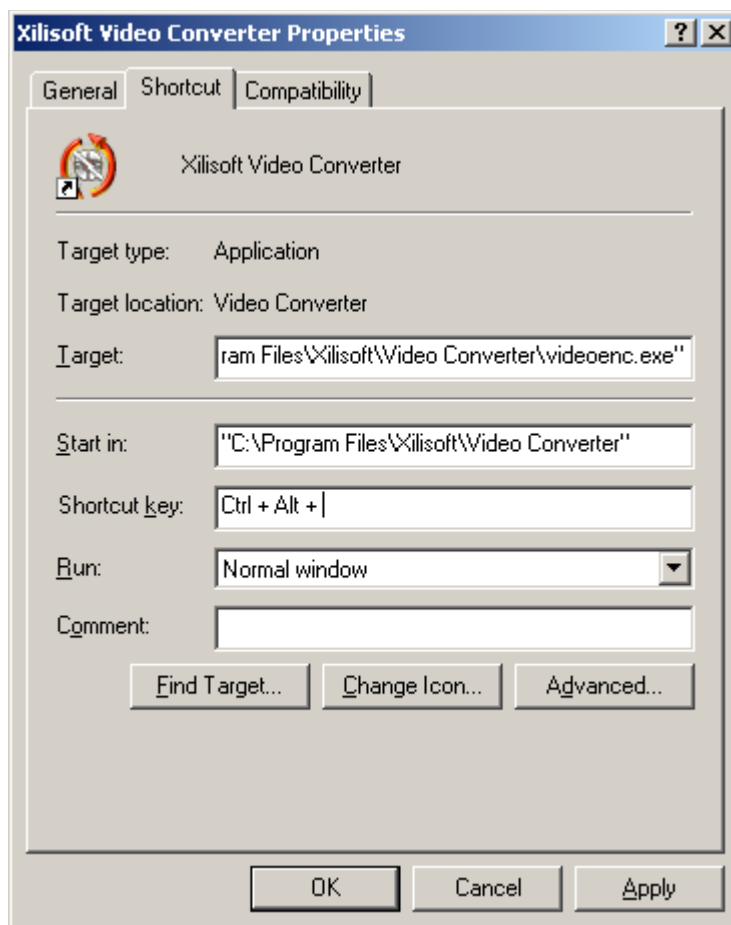 Xilisoft Video Converter Properties
General Shortcut Compatibility
Xilisoft Video Converter
Target type: Application
Target location: Video Converter
Target: ram Files\Xilisoft\Video Converter\videoenc.exe"
Start in: "C:\Program Files\Xilisoft\Video Converter"
Shortcut key: Ctrl + Alt +
Run: Normal window
Comment:
Find Target... Change Icon... Advanced...
OK Cancel Apply